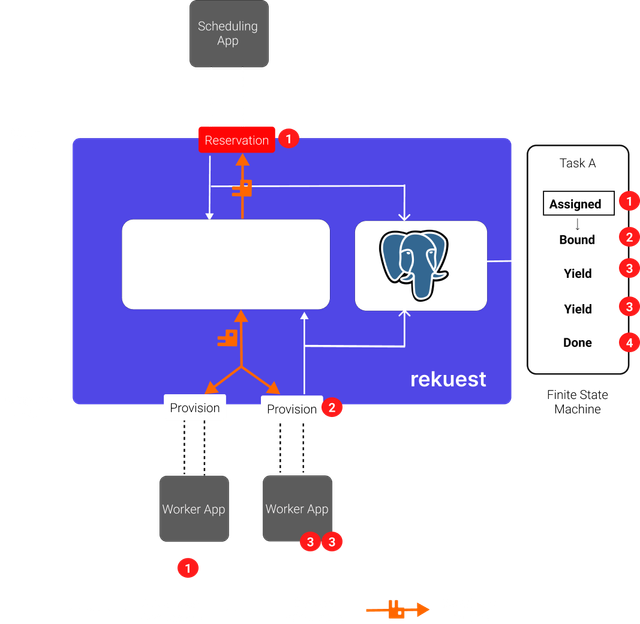 Scheduling
App
Reservation
1
Task A
Assigned
1
Bound
2
Yield
3
Yield
3
Done
4
rekuest
Finite State
Machine
Provision
Provision
2
Worker App
Worker App
3
3
1